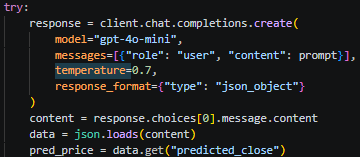 try:
    response = client.chat.completions.create(
        model="gpt-4o-mini",
        messages=[{"role": "user", "content": prompt}],
        temperature=0.7,
        response_format={"type": "json_object"}
    )
    content = response.choices[0].message.content
    data = json.loads(content)
    pred_price = data.get("predicted_close")